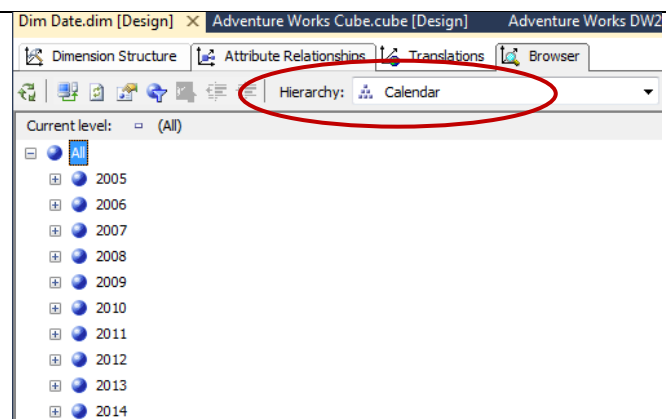 Dim Date.dim [Design] Adventure Works Cube.cube [Design] Adventure Works DW2
Dimension Structure Attribute Relationships Translations Browser
Hierarchy: Calendar
Current level: (All)
All
2005
2006
2007
2008
2009
2010
2011
2012
2013
2014